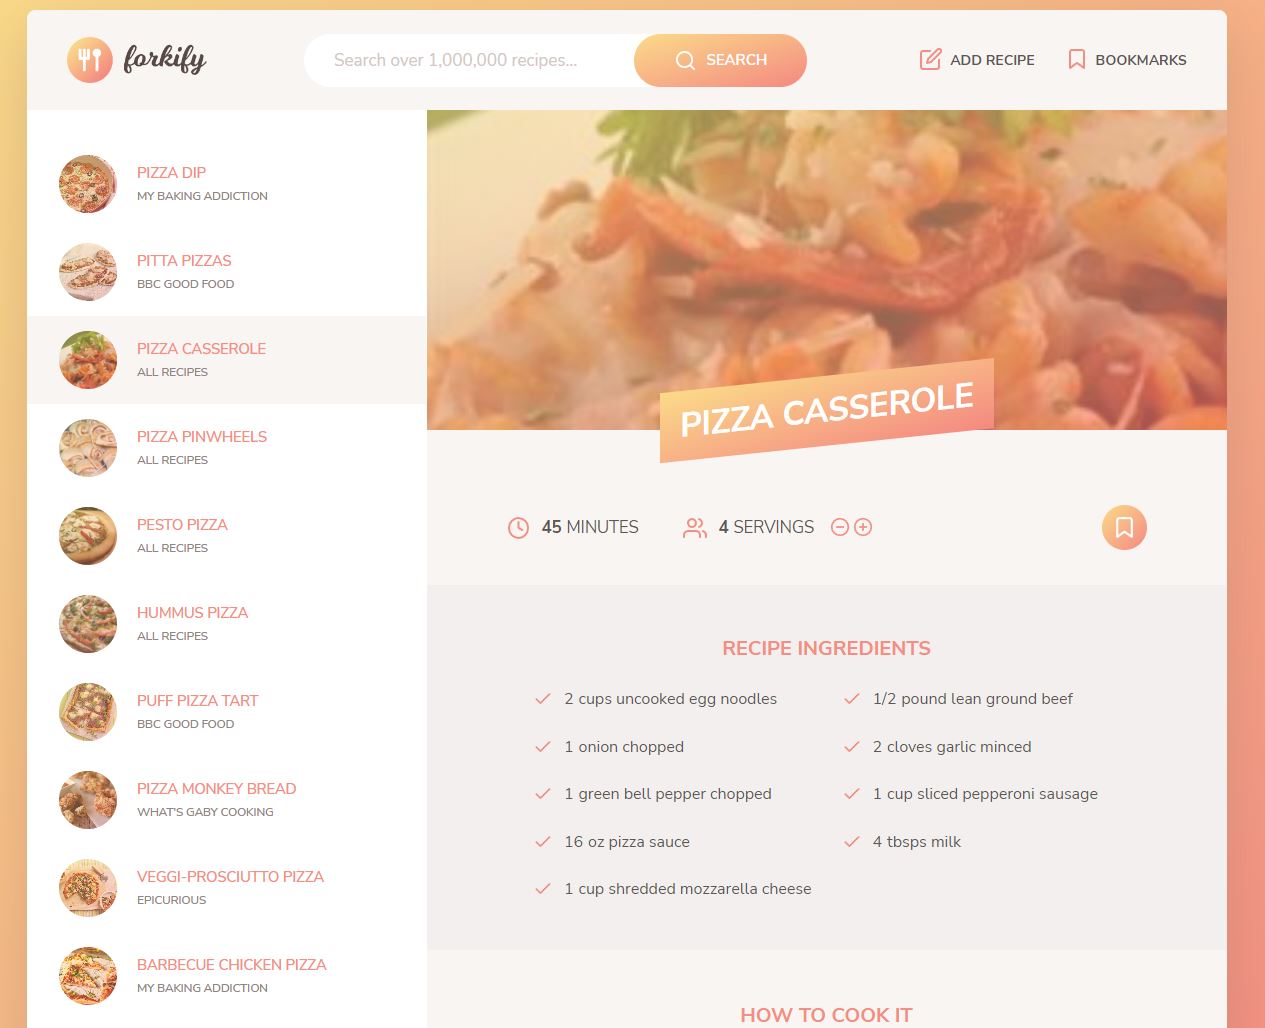 forkify
Search over 1,000,000 recipes...
SEARCH
ADD RECIPE
BOOKMARKS
PIZZA DIP
MY BAKING ADDICTION
PITTA PIZZAS
BBC GOOD FOOD
PIZZA CASSEROLE
ALL RECIPES
PIZZA PINWHEELS
ALL RECIPES
PESTO PIZZA
ALL RECIPES
HUMMUS PIZZA
ALL RECIPES
PUFF PIZZA TART
BBC GOOD FOOD
PIZZA MONKEY BREAD
WHAT'S GABY COOKING
VEGGI-PROSCIUTTO PIZZA
EPICURIOUS
BARBECUE CHICKEN PIZZA
MY BAKING ADDICTION
PIZZA CASSEROLE
45 MINUTES
4 SERVINGS
RECIPE INGREDIENTS
2 cups uncooked egg noodles
1/2 pound lean ground beef
1 onion chopped
2 cloves garlic minced
1 green bell pepper chopped
1 cup sliced pepperoni sausage
16 oz pizza sauce
4 tbsps milk
1 cup shredded mozzarella cheese
HOW TO COOK IT